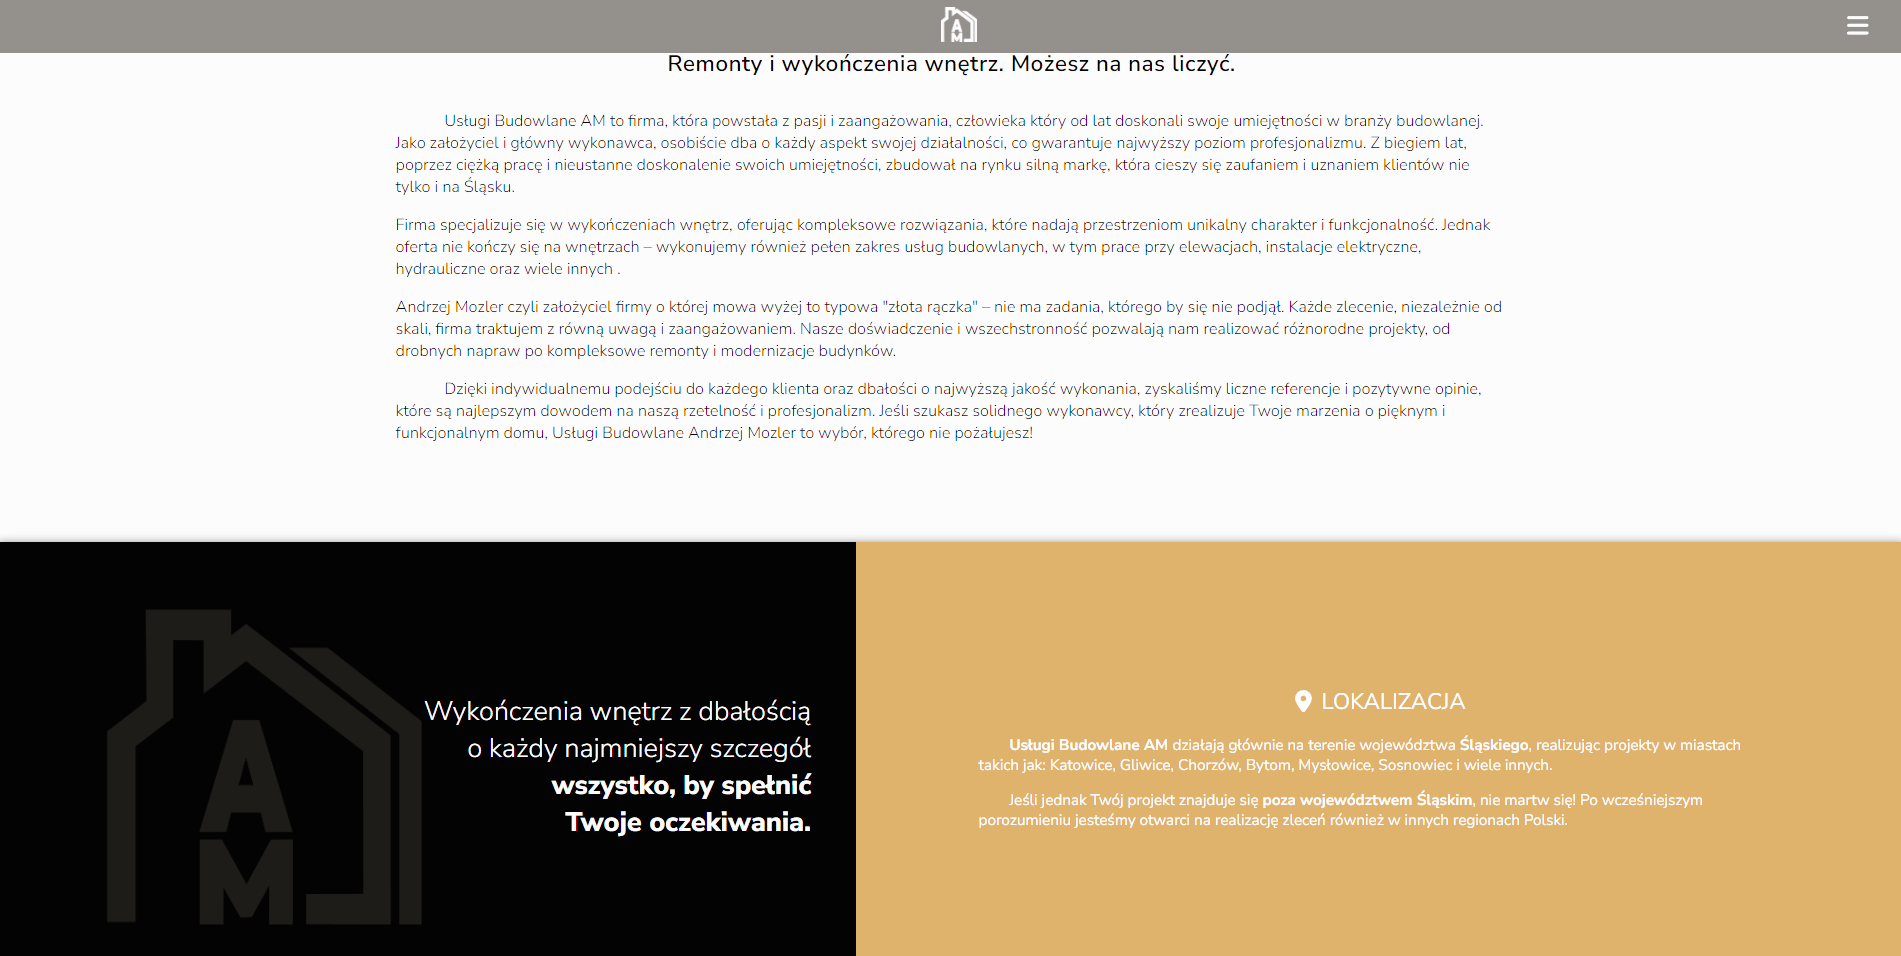 AM
Remonty i wykończenia wnętrz. Możesz na nas liczyć.
Usługi Budowlane AM to firma, która powstała z pasji i zaangażowania, człowieka który od lat doskonali swoje umiejętności w branży budowlanej.
Jako założyciel i główny wykonawca, osobiście dba o każdy aspekt swojej działalności, co gwarantuje najwyższy poziom profesjonalizmu. Z biegiem lat,
poprzez ciężką pracę i nieustanne doskonalenie swoich umiejętności, zbudował na rynku silną markę, która cieszy się zaufaniem i uznaniem klientów nie
tylko i na Śląsku.
Firma specjalizuje się w wykończeniach wnętrz, oferując kompleksowe rozwiązania, które nadają przestrzeniom unikalny charakter i funkcjonalność. Jednak
oferta nie kończy się na wnętrzach – wykonujemy również pełen zakres usług budowlanych, w tym prace przy elewacjach, instalacje elektryczne,
hydrauliczne oraz wiele innych .
Andrzej Mozler czyli założyciel firmy o której mowa wyżej to typowa "złota rączka" – nie ma zadania, którego by się nie podjął. Każde zlecenie, niezależnie od
skali, firma traktujem z równą uwagą i zaangażowaniem. Nasze doświadczenie i wszechstronność pozwalają nam realizować różnorodne projekty, od
drobnych napraw po kompleksowe remonty i modernizacje budynków.
Dzięki indywidualnemu podejściu do każdego klienta oraz dbałości o najwyższą jakość wykonania, zyskaliśmy liczne referencje i pozytywne opinie,
które są najlepszym dowodem na naszą rzetelność i profesjonalizm. Jeśli szukasz solidnego wykonawcy, który zrealizuje Twoje marzenia o pięknym i
funkcjonalnym domu, Usługi Budowlane Andrzej Mozler to wybór, którego nie pożałujesz!
AM
Wykończenia wnętrz z dbałością
o każdy najmniejszy szczegół
wszystko, by spełnić
Twoje oczekiwania.
LOKALIZACJA
Usługi Budowlane AM działają głównie na terenie województwa Śląskiego, realizując projekty w miastach
takich jak: Katowice, Gliwice, Chorzów, Bytom, Mysłowice, Sosnowiec i wiele innych.
Jeśli jednak Twój projekt znajduje się poza województwem Śląskim, nie martw się! Po wcześniejszym
porozumieniu jesteśmy otwarci na realizację zleceń również w innych regionach Polski.